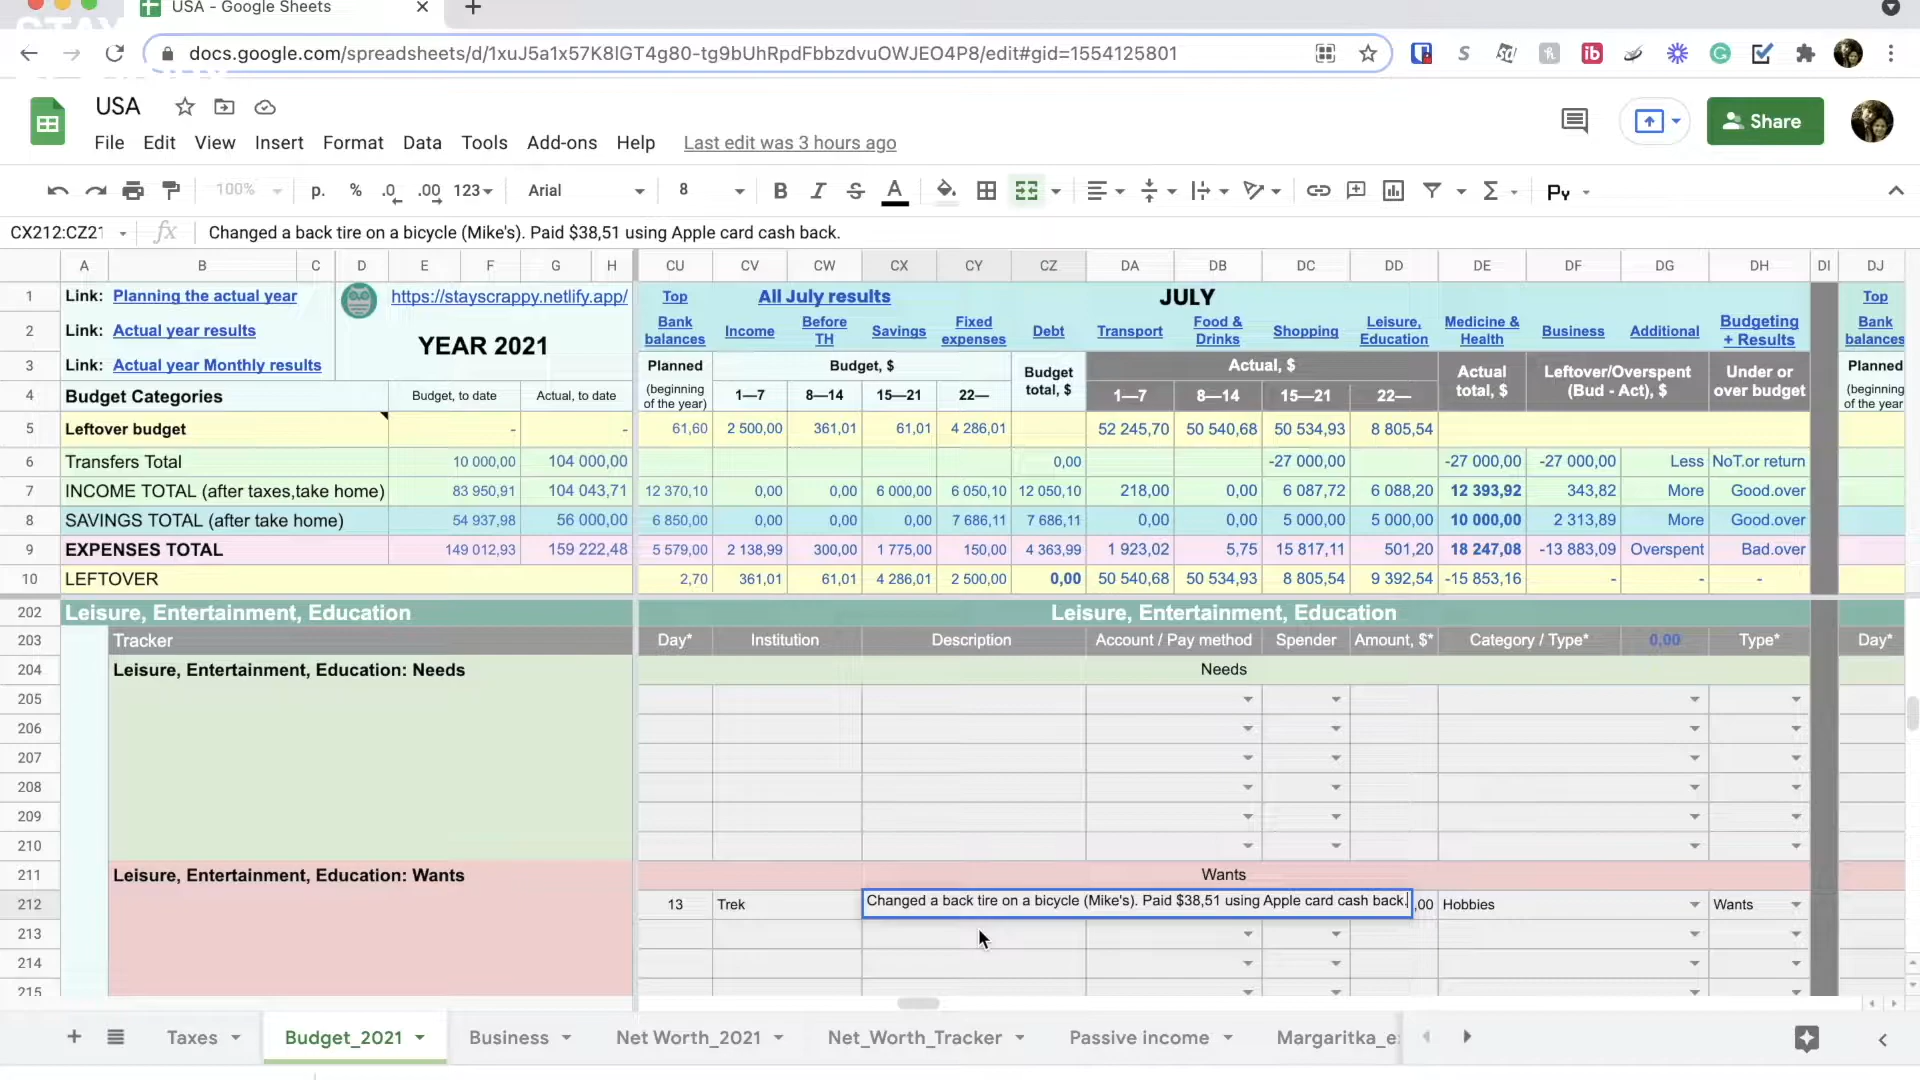 USA - Google Sheets
docs.google.com/spreadsheets/d/1xuJ5a1x57K8lGT4g80-tg9bUhRpdFbbzdvuOWJEO4P8/edit#gid=1554125801
USA
Share
File Edit View Insert Format Data Tools Add-ons Help Last edit was 3 hours ago
100% p. % .0 .00 123 Arial 8 B I S A Σ Ру
CX212:CZ21 fx Changed a back tire on a bicycle (Mike's). Paid $38,51 using Apple card cash back.
A B C D E F G H CU CV CW CX CY CZ DA DB DC DD DE DF DG DH DI DJ
1 Link: Planning the actual year https://stayscrappy.netlify.app/ Top All July results JULY Top
2 Link: Actual year results YEAR 2021 Bank balances Income Before TH Savings Fixed expenses Debt Transport Food & Drinks Shopping Leisure, Education Medicine & Health Business Additional Budgeting + Results Bank balances
3 Link: Actual year Monthly results Planned Budget, $ Budget total, $ Actual, $ Actual total, $ Leftover/Overspent (Bud - Act), $ Under or over budget Planned
4 Budget Categories Budget, to date Actual, to date (beginning of the year) 1—7 8—14 15—21 22— 1—7 8—14 15—21 22— (beginning of the year
5 Leftover budget - - 61,60 2 500,00 361,01 61,01 4 286,01 52 245,70 50 540,68 50 534,93 8 805,54
6 Transfers Total 10 000,00 104 000,00 0,00 -27 000,00 -27 000,00 -27 000,00 Less NoT.or return
7 INCOME TOTAL (after taxes,take home) 83 950,91 104 043,71 12 370,10 0,00 0,00 6 000,00 6 050,10 12 050,10 218,00 0,00 6 087,72 6 088,20 12 393,92 343,82 More Good.over
8 SAVINGS TOTAL (after take home) 54 937,98 56 000,00 6 850,00 0,00 0,00 0,00 7 686,11 7 686,11 0,00 0,00 5 000,00 5 000,00 10 000,00 2 313,89 More Good.over
9 EXPENSES TOTAL 149 012,93 159 222,48 5 579,00 2 138,99 300,00 1 775,00 150,00 4 363,99 1 923,02 5,75 15 817,11 501,20 18 247,08 -13 883,09 Overspent Bad.over
10 LEFTOVER 2,70 361,01 61,01 4 286,01 2 500,00 0,00 50 540,68 50 534,93 8 805,54 9 392,54 -15 853,16 - - -
202 Leisure, Entertainment, Education Leisure, Entertainment, Education
203 Tracker Day* Institution Description Account / Pay method Spender Amount, $* Category / Type* 0,00 Type* Day*
204 Leisure, Entertainment, Education: Needs Needs
205
206
207
208
209
210
211 Leisure, Entertainment, Education: Wants Wants
212 13 Trek Changed a back tire on a bicycle (Mike's). Paid $38,51 using Apple card cash back. ,00 Hobbies Wants
213
214
215
Taxes Budget_2021 Business Net Worth_2021 Net_Worth_Tracker Passive income Margaritka_e